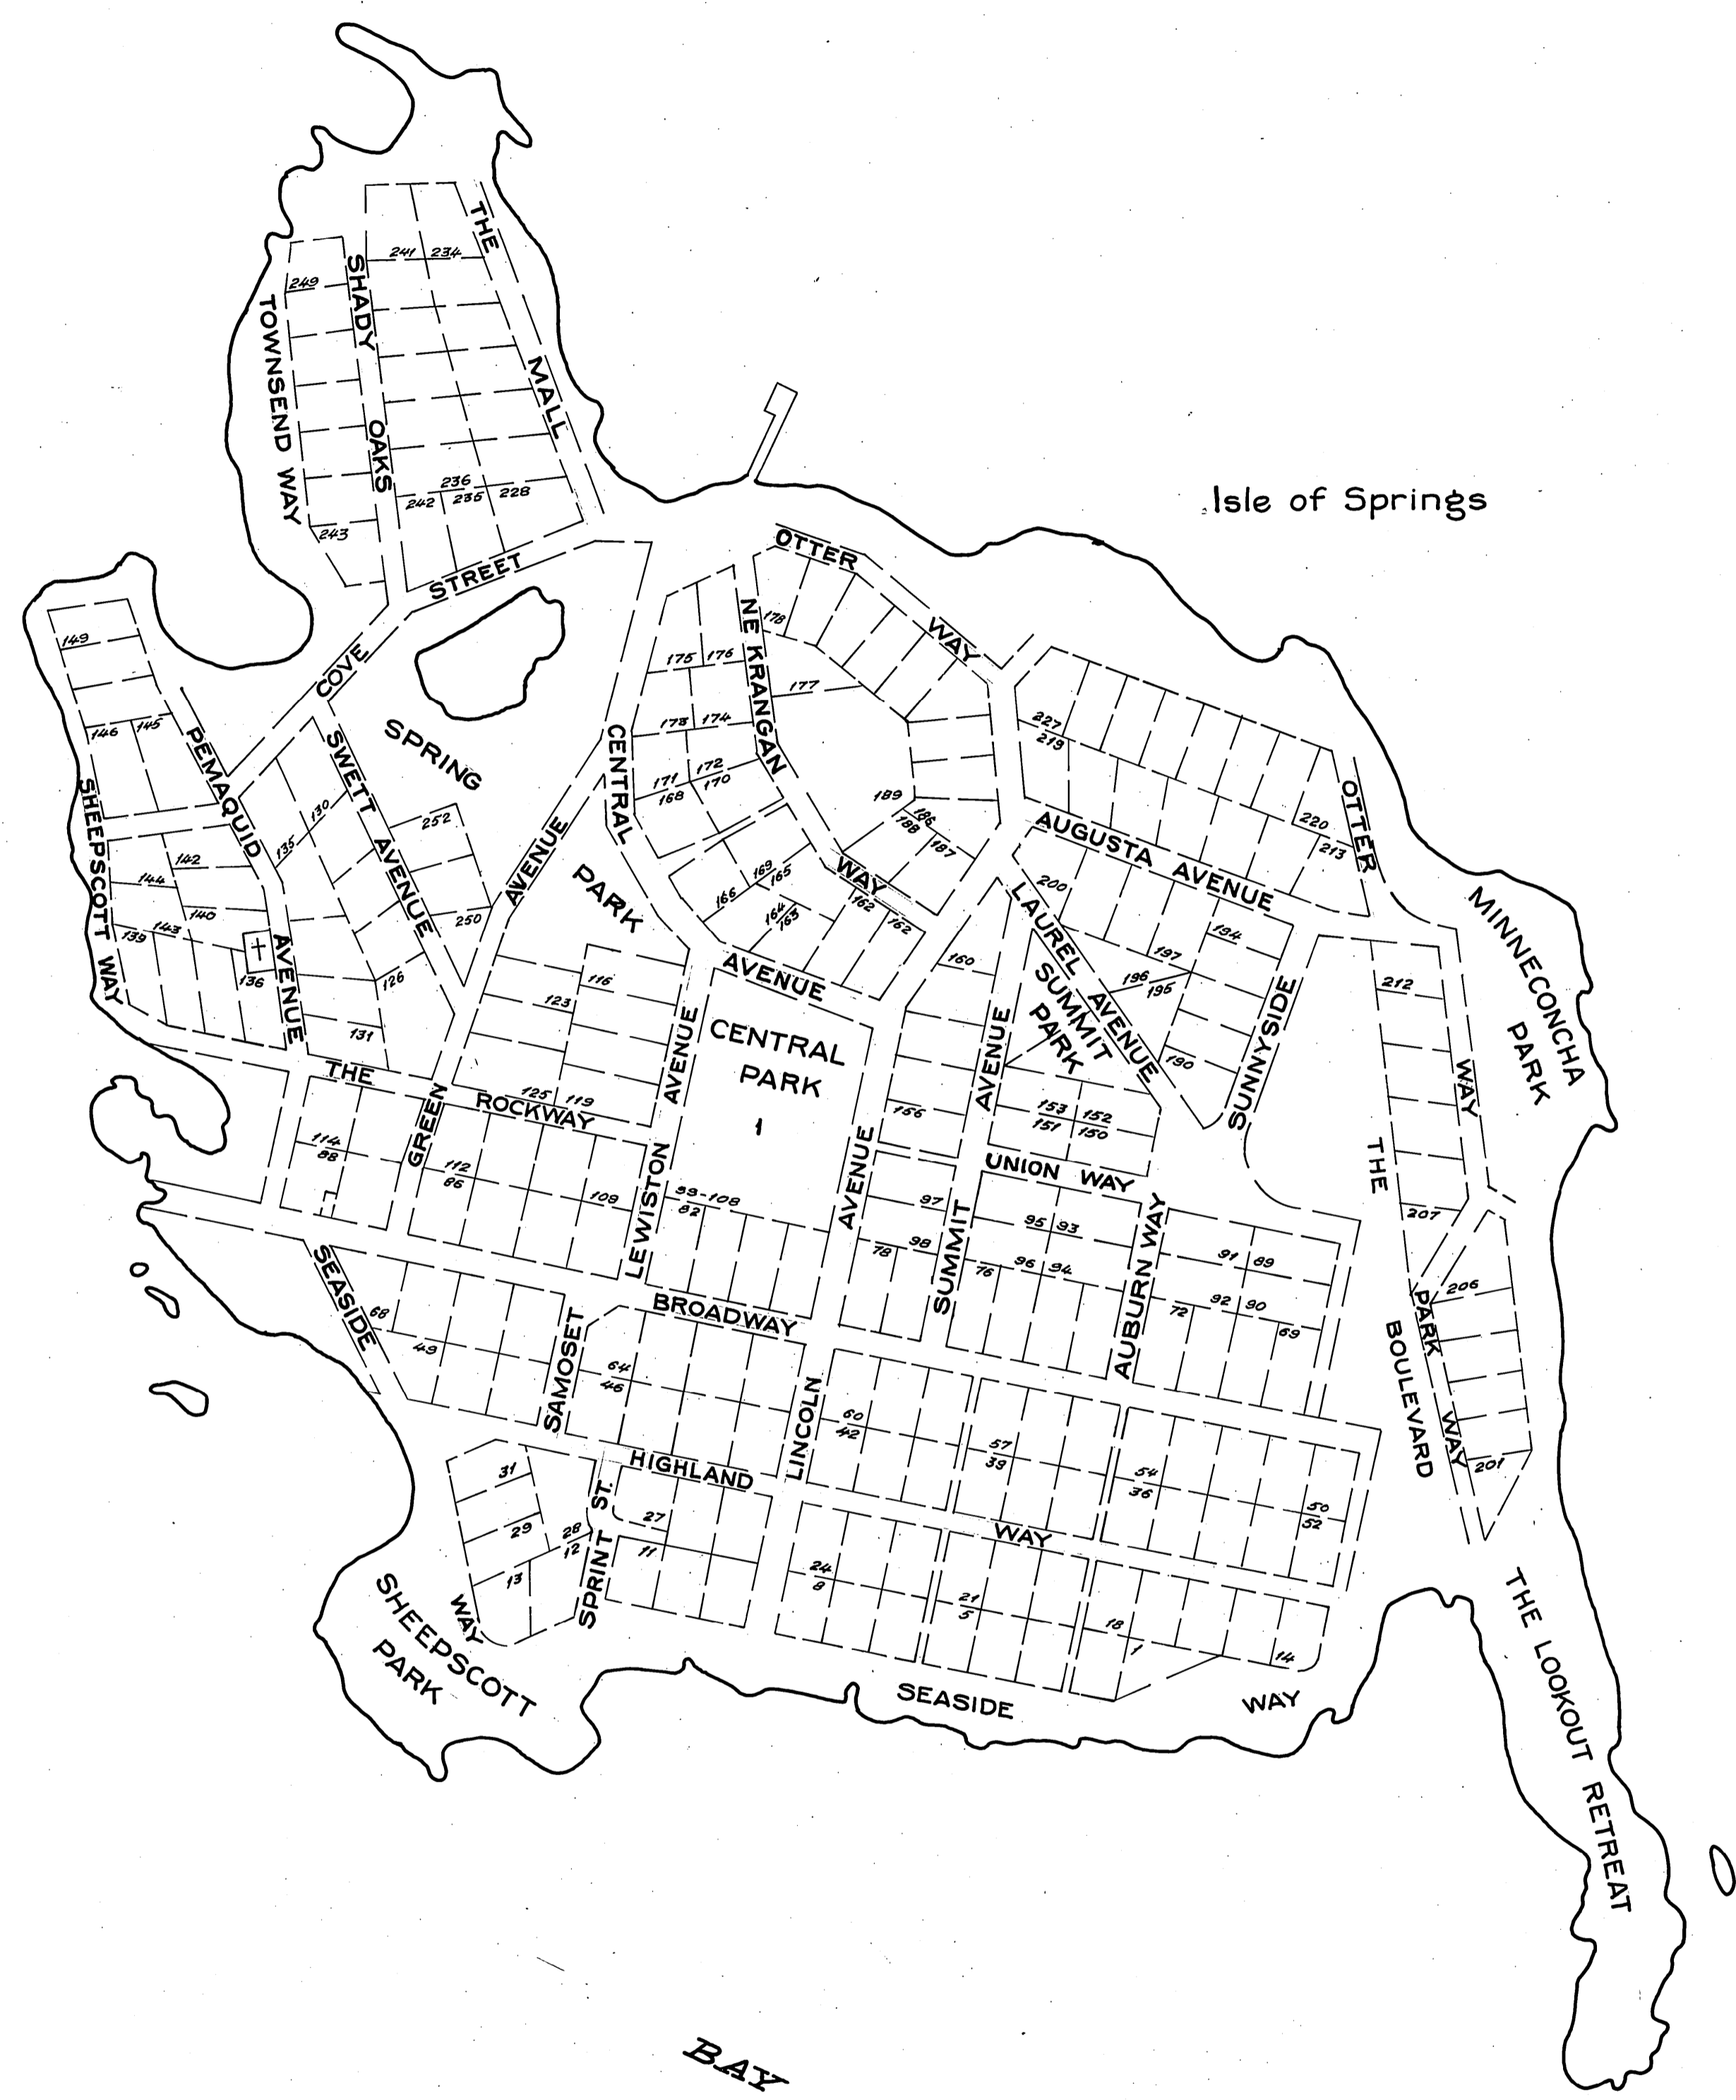 Isle of Springs
THE MALL
241 234
249
SHADY OAKS
TOWNSEND WAY
236
242 235 228
243
STREET
COVE
OTTER WAY
NE KRANGAN WAY
178
175 176
177
173 174
172
171 170
168
149
146 145
PEMAQUID AVENUE
SHEEPSCOTT WAY
SWETT AVENUE
SPRING PARK
CENTRAL AVENUE
AVENUE
130
135
252
250
142
144
140
143
139
136
126
131
189
186
188
187
169
165
166
164
163
162
162
227
219
220
213
OTTER WAY
AUGUSTA AVENUE
200
LAUREL AVENUE
194
197
196
195
190
SUNNYSIDE
SUMMIT PARK
160
156
153 152
151 150
MINNECONCHA PARK
212
207
THE BOULEVARD
206
PARK WAY
201
116
123
125 119
THE ROCKWAY
GREEN
CENTRAL PARK
1
LEWISTON AVENUE
114
88
112
86
109
99-108
82
AVENUE
SUMMIT AVENUE
UNION WAY
97
98
78
95 93
96 94
76
AUBURN WAY
91 89
92 90
72
69
SEASIDE
68
49
SAMOSET
BROADWAY
64
46
LINCOLN
60
42
57
39
54
36
50
52
HIGHLAND WAY
31
29
28
12
13
SPRINT ST.
27
11
24
8
21
5
18
1
14
WAY
SHEEPSCOTT PARK
SEASIDE WAY
THE LOOKOUT RETREAT
BAY